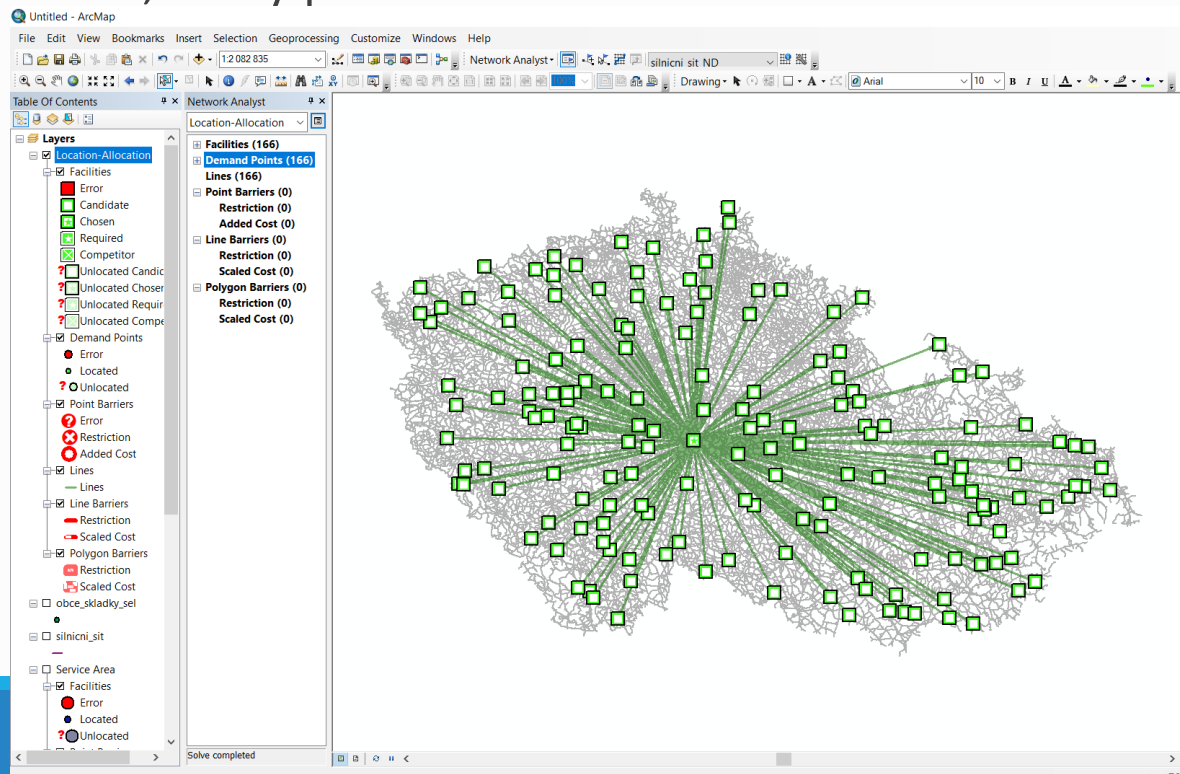 Untitled - ArcMap
File Edit View Bookmarks Insert Selection Geoprocessing Customize Windows Help
1:2 082 835
Network Analyst
silnicni_sit_ND
Drawing
Arial
10
B I U A
Table Of Contents
Layers
Location-Allocation
Facilities
Error
Candidate
Chosen
Required
Competitor
Unlocated Candic
Unlocated Choser
Unlocated Requir
Unlocated Compe
Demand Points
Error
Located
Unlocated
Point Barriers
Error
Restriction
Added Cost
Lines
Lines
Line Barriers
Restriction
Scaled Cost
Polygon Barriers
Restriction
Scaled Cost
obce_skladky_sel
silnicni_sit
Service Area
Facilities
Error
Located
Unlocated
Network Analyst
Location-Allocation
Facilities (166)
Demand Points (166)
Lines (166)
Point Barriers (0)
Restriction (0)
Added Cost (0)
Line Barriers (0)
Restriction (0)
Scaled Cost (0)
Polygon Barriers (0)
Restriction (0)
Scaled Cost (0)
Solve completed